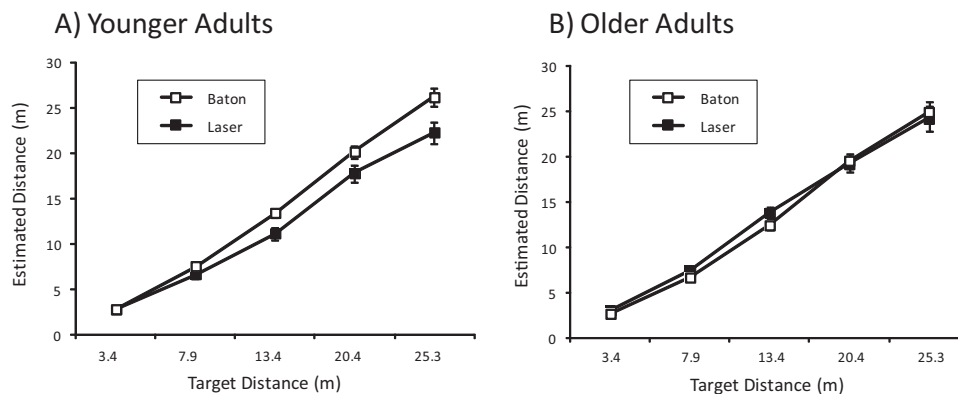 A) Younger Adults
30
25
20
15
10
5
0
Estimated Distance (m)
Baton
Laser
3.4 7.9 13.4 20.4 25.3
Target Distance (m)
B) Older Adults
30
25
20
15
10
5
0
Estimated Distance (m)
Baton
Laser
3.4 7.9 13.4 20.4 25.3
Target Distance (m)